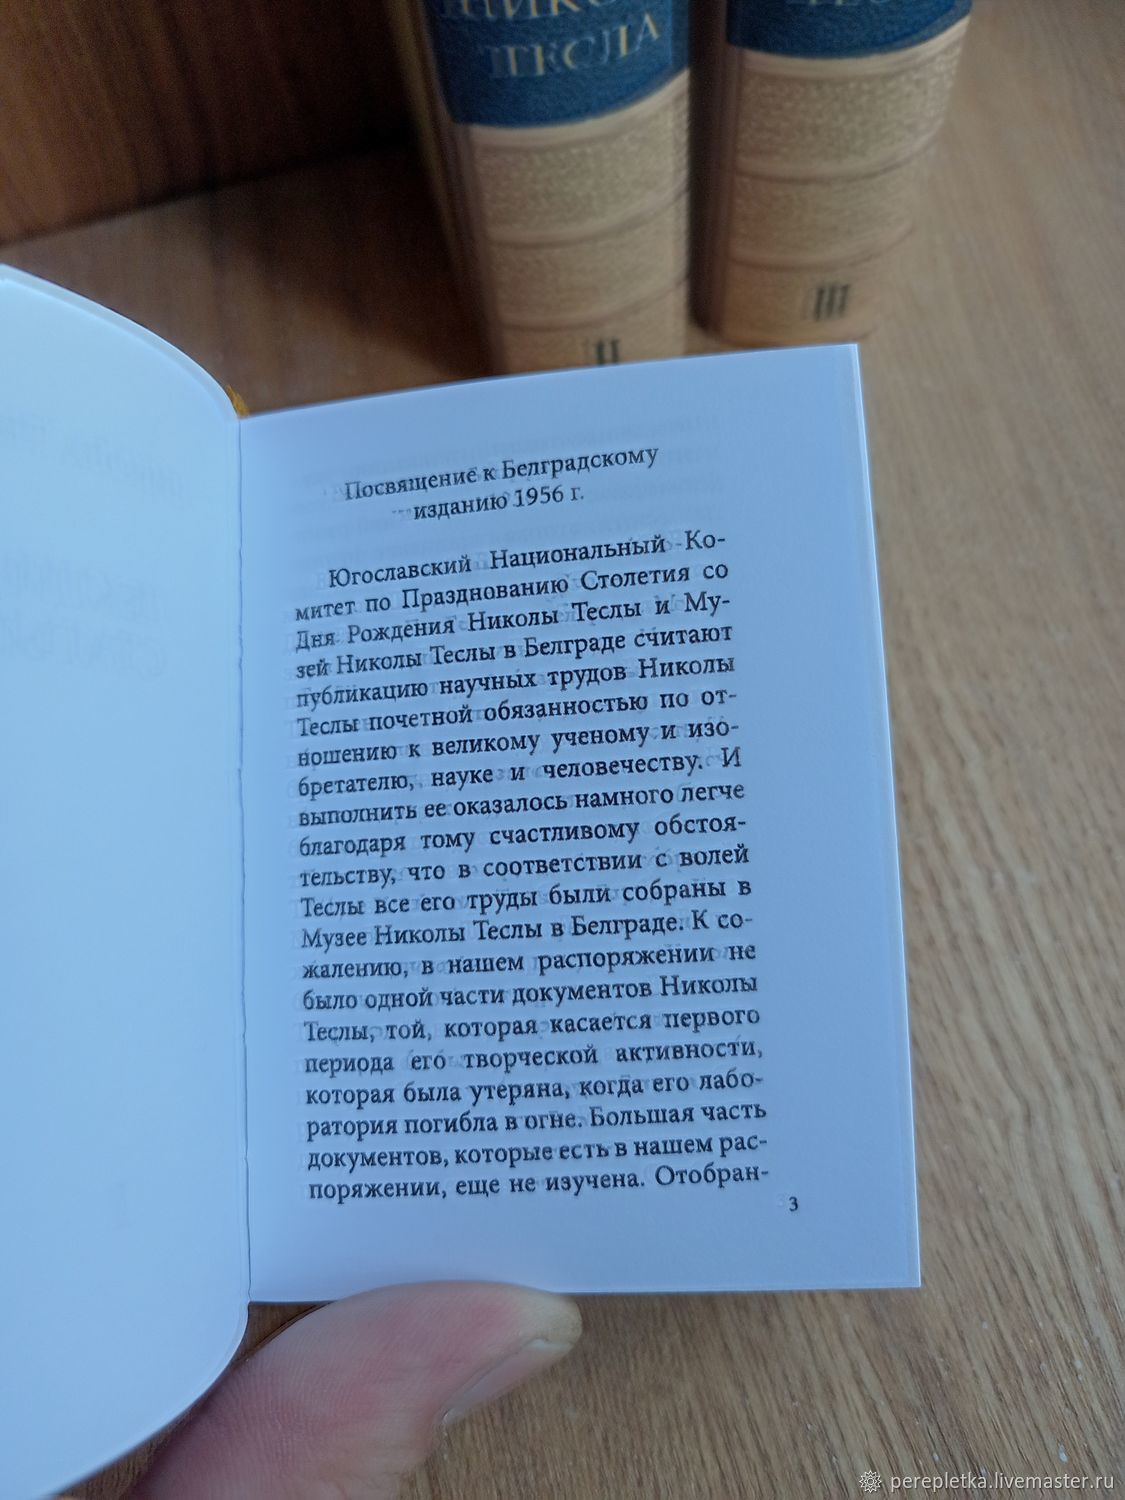 НИКОЛА
ТЕСЛА
ТЕСЛА
II
III
Посвящение к Белградскому
изданию 1956 г.
Югославский Национальный Ко-
митет по Празднованию Столетия со
Дня Рождения Николы Теслы и Му-
зей Николы Теслы в Белграде считают
публикацию научных трудов Николы
Теслы почетной обязанностью по от-
ношению к великому ученому и изо-
бретателю, науке и человечеству. И
выполнить ее оказалось намного легче
благодаря тому счастливому обстоя-
тельству, что в соответствии с волей
Теслы все его труды были собраны в
Музее Николы Теслы в Белграде. К со-
жалению, в нашем распоряжении не
было одной части документов Николы
Теслы, той, которая касается первого
периода его творческой активности,
которая была утеряна, когда его лабо-
ратория погибла в огне. Большая часть
документов, которые есть в нашем рас-
поряжении, еще не изучена. Отобран-
3
perepletka.livemaster.ru